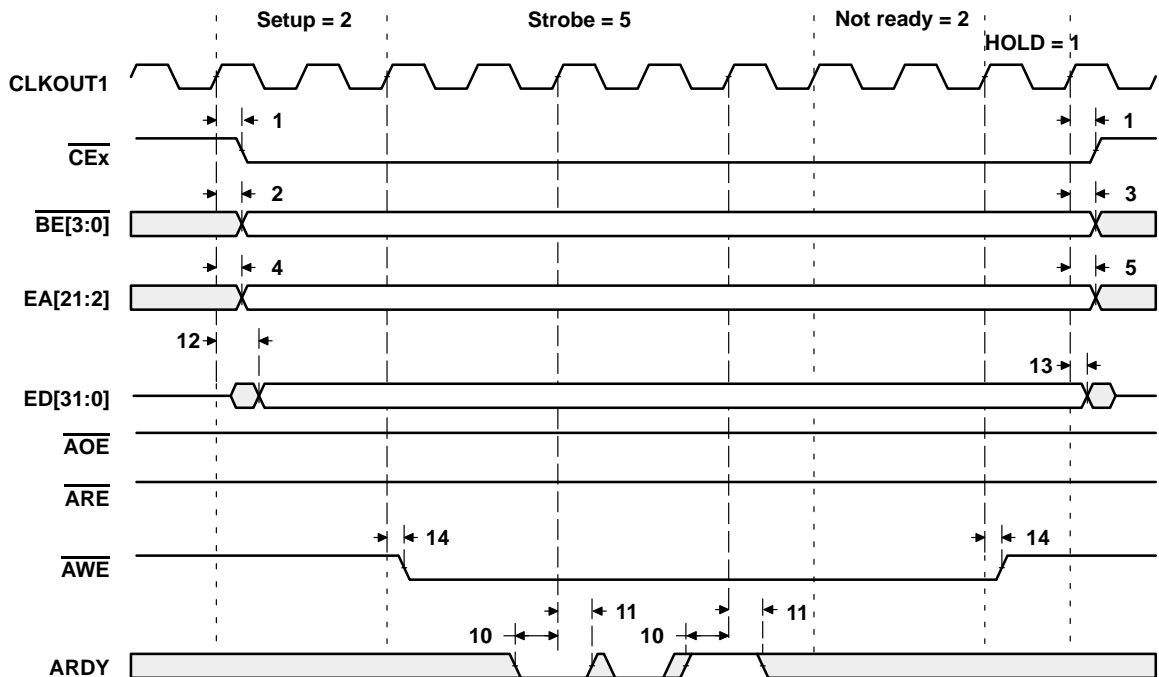 Setup = 2 Strobe = 5 Not ready = 2
HOLD = 1
CLKOUT1
1 1
CEx
2 3
BE[3:0]
4 5
EA[21:2]
12
13
ED[31:0]
AOE
ARE
14 14
AWE
11 11
10 10
ARDY